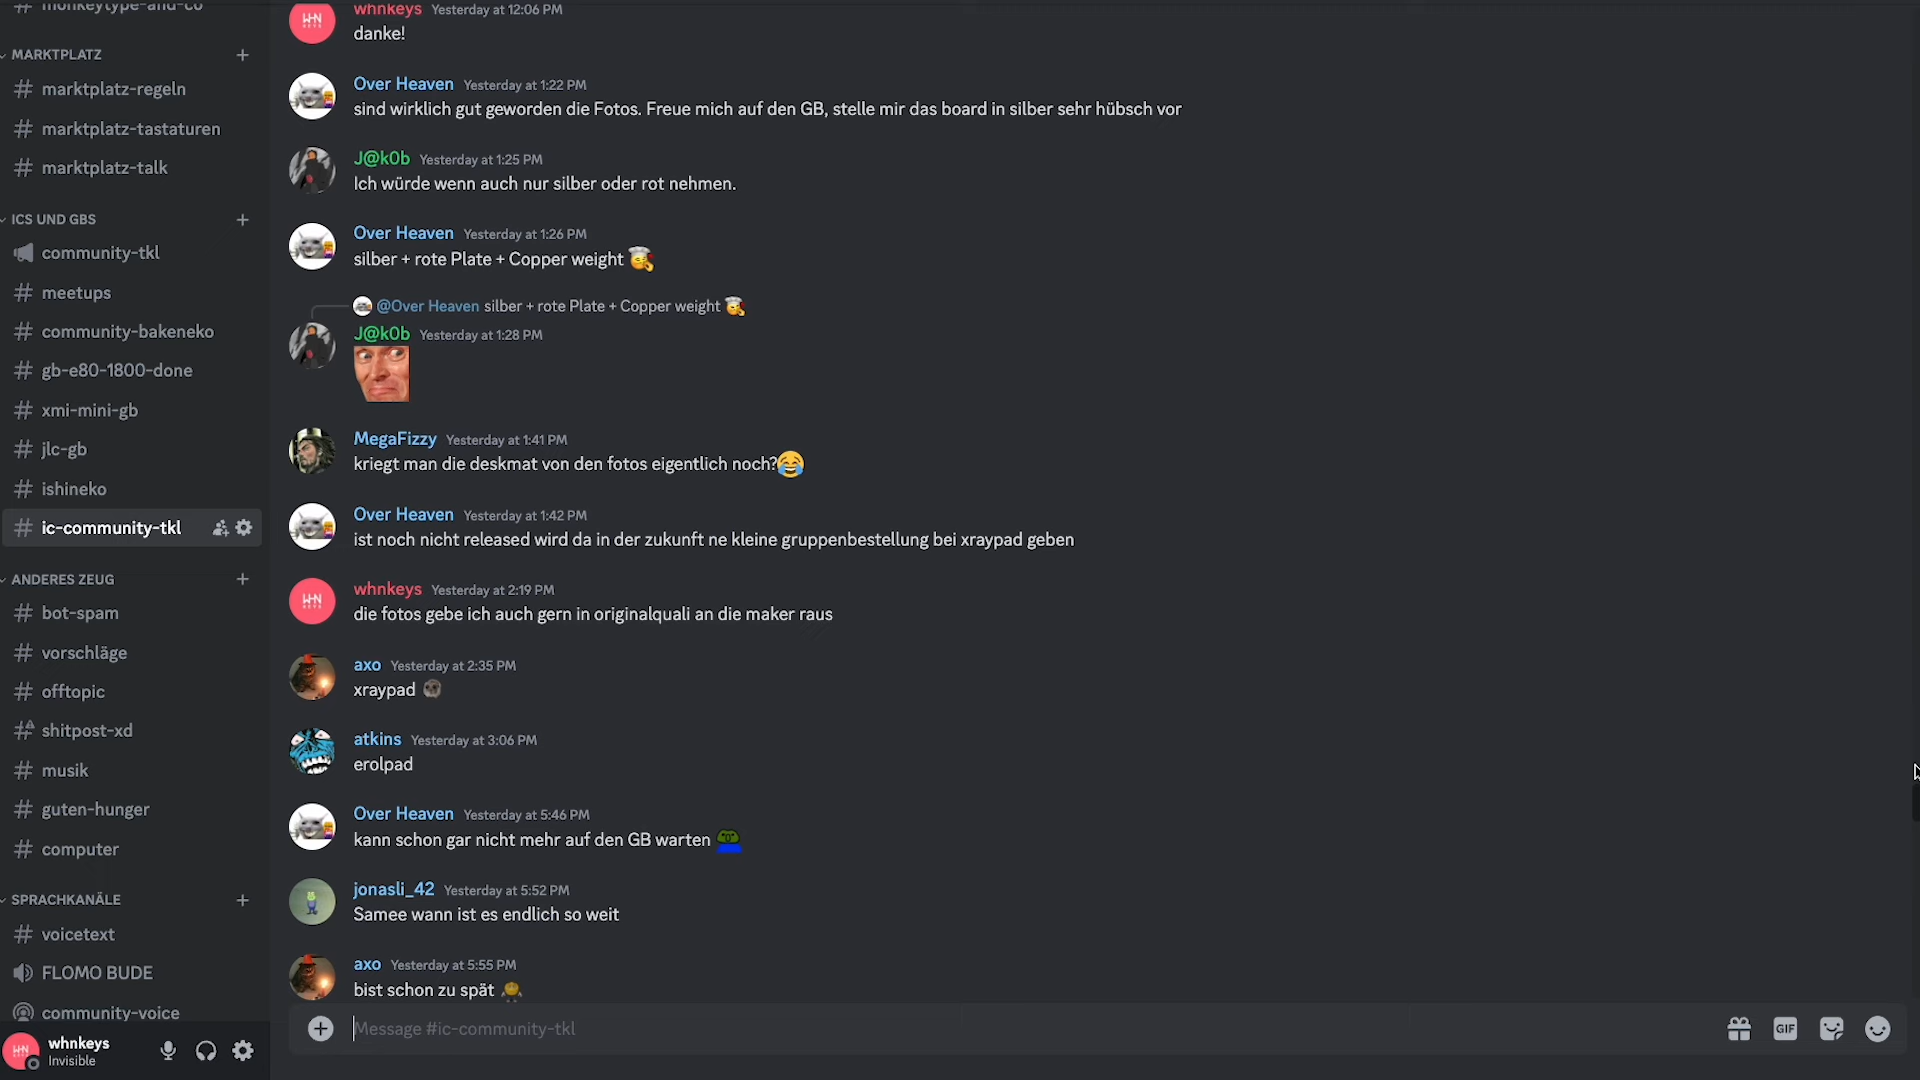 monkeytype-and-co
MARKTPLATZ
marktplatz-regeln
marktplatz-tastaturen
marktplatz-talk
ICS UND GBS
community-tkl
meetups
community-bakeneko
gb-e80-1800-done
xmi-mini-gb
jlc-gb
ishineko
ic-community-tkl
ANDERES ZEUG
bot-spam
vorschläge
offtopic
shitpost-xd
musik
guten-hunger
computer
SPRACHKANÄLE
voicetext
FLOMO BUDE
community-voice
whnkeys
Invisible
whnkeys Yesterday at 12:06 PM
danke!
Over Heaven Yesterday at 1:22 PM
sind wirklich gut geworden die Fotos. Freue mich auf den GB, stelle mir das board in silber sehr hübsch vor
J@k0b Yesterday at 1:25 PM
Ich würde wenn auch nur silber oder rot nehmen.
Over Heaven Yesterday at 1:26 PM
silber + rote Plate + Copper weight
@Over Heaven silber + rote Plate + Copper weight
J@k0b Yesterday at 1:28 PM
MegaFizzy Yesterday at 1:41 PM
kriegt man die deskmat von den fotos eigentlich noch?😂
Over Heaven Yesterday at 1:42 PM
ist noch nicht released wird da in der zukunft ne kleine gruppenbestellung bei xraypad geben
whnkeys Yesterday at 2:19 PM
die fotos gebe ich auch gern in originalquali an die maker raus
axo Yesterday at 2:35 PM
xraypad
atkins Yesterday at 3:06 PM
erolpad
Over Heaven Yesterday at 5:46 PM
kann schon gar nicht mehr auf den GB warten
jonasli_42 Yesterday at 5:52 PM
Samee wann ist es endlich so weit
axo Yesterday at 5:55 PM
bist schon zu spät
Message #ic-community-tkl
GIF